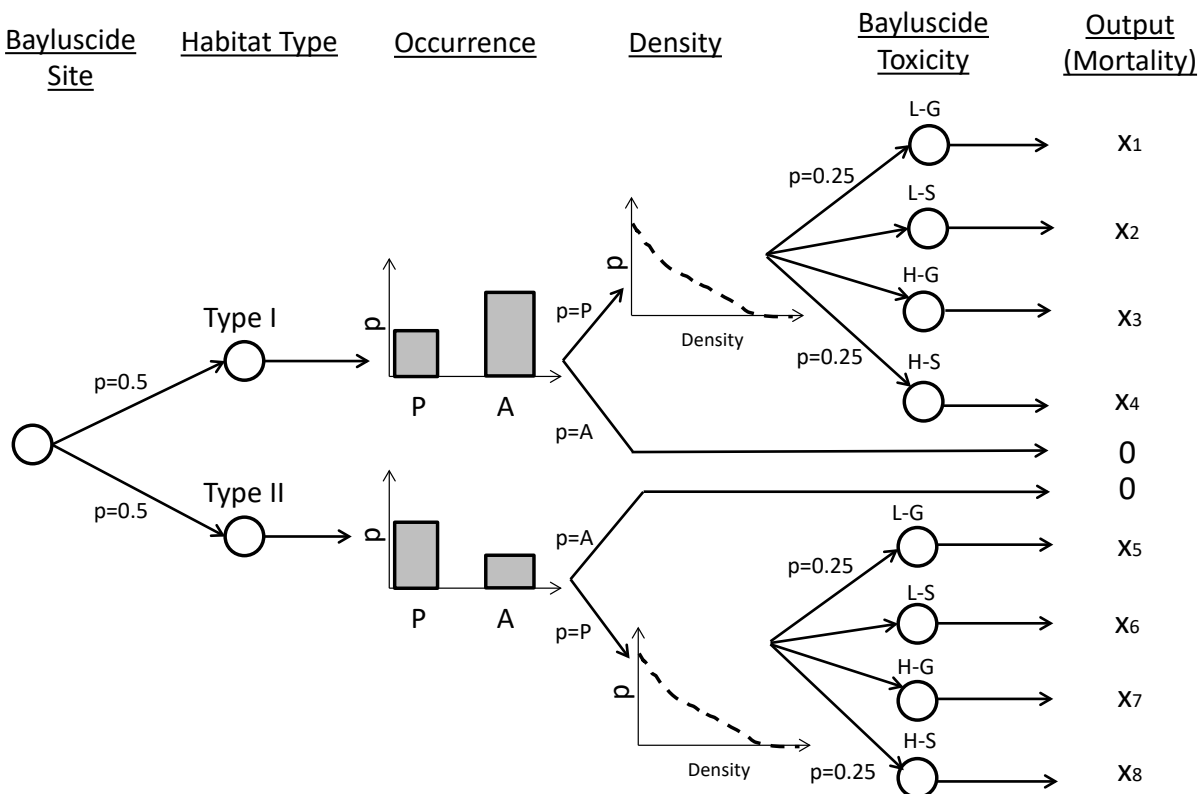 Bayluscide
Site
Habitat Type
Occurrence
Density
Bayluscide
Toxicity
Output
(Mortality)
p=0.5
p=0.5
Type I
Type II
p
P A
p=P
p=A
p
Density
p=0.25
p=0.25
L-G
L-S
H-G
H-S
X1
X2
X3
X4
0
0
p
P A
p=A
p=P
p
Density
p=0.25
p=0.25
L-G
L-S
H-G
H-S
X5
X6
X7
X8